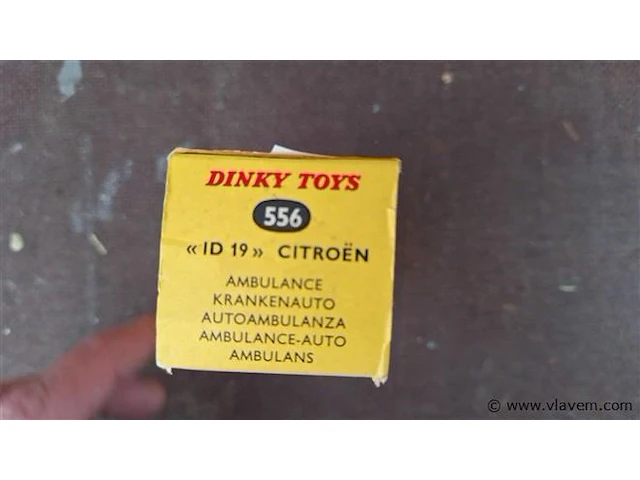 DINKY TOYS
556
« ID 19 » CITROËN
AMBULANCE
KRANKENAUTO
AUTOAMBULANZA
AMBULANCE-AUTO
AMBULANS
© www.vlavem.com